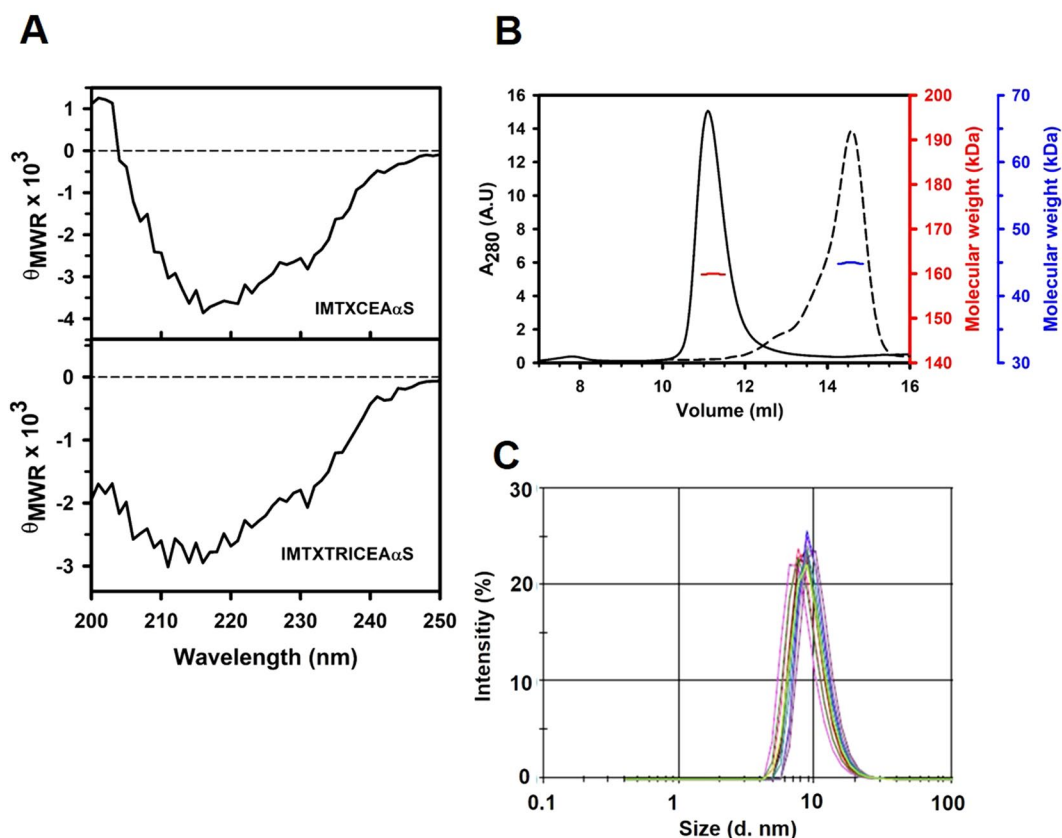 A
1
0
-1
-2
-3
-4
θMWR x 10³
IMTXCEAαS
0
-1
-2
-3
θMWR x 10³
IMTXTRICEAαS
200 210 220 230 240 250
Wavelength (nm)
B
16
14
12
10
8
6
4
2
0
A280 (A.U)
8 10 12 14 16
Volume (ml)
200
190
180
170
160
150
140
Molecular weight (kDa)
70
60
50
40
30
Molecular weight (kDa)
C
30
20
10
0
Intensitiy (%)
0.1 1 10 100
Size (d. nm)